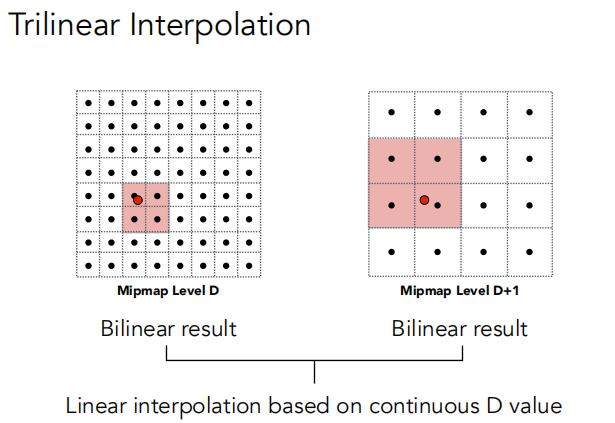 Trilinear Interpolation
Mipmap Level D
Mipmap Level D+1
Bilinear result
Bilinear result
Linear interpolation based on continuous D value